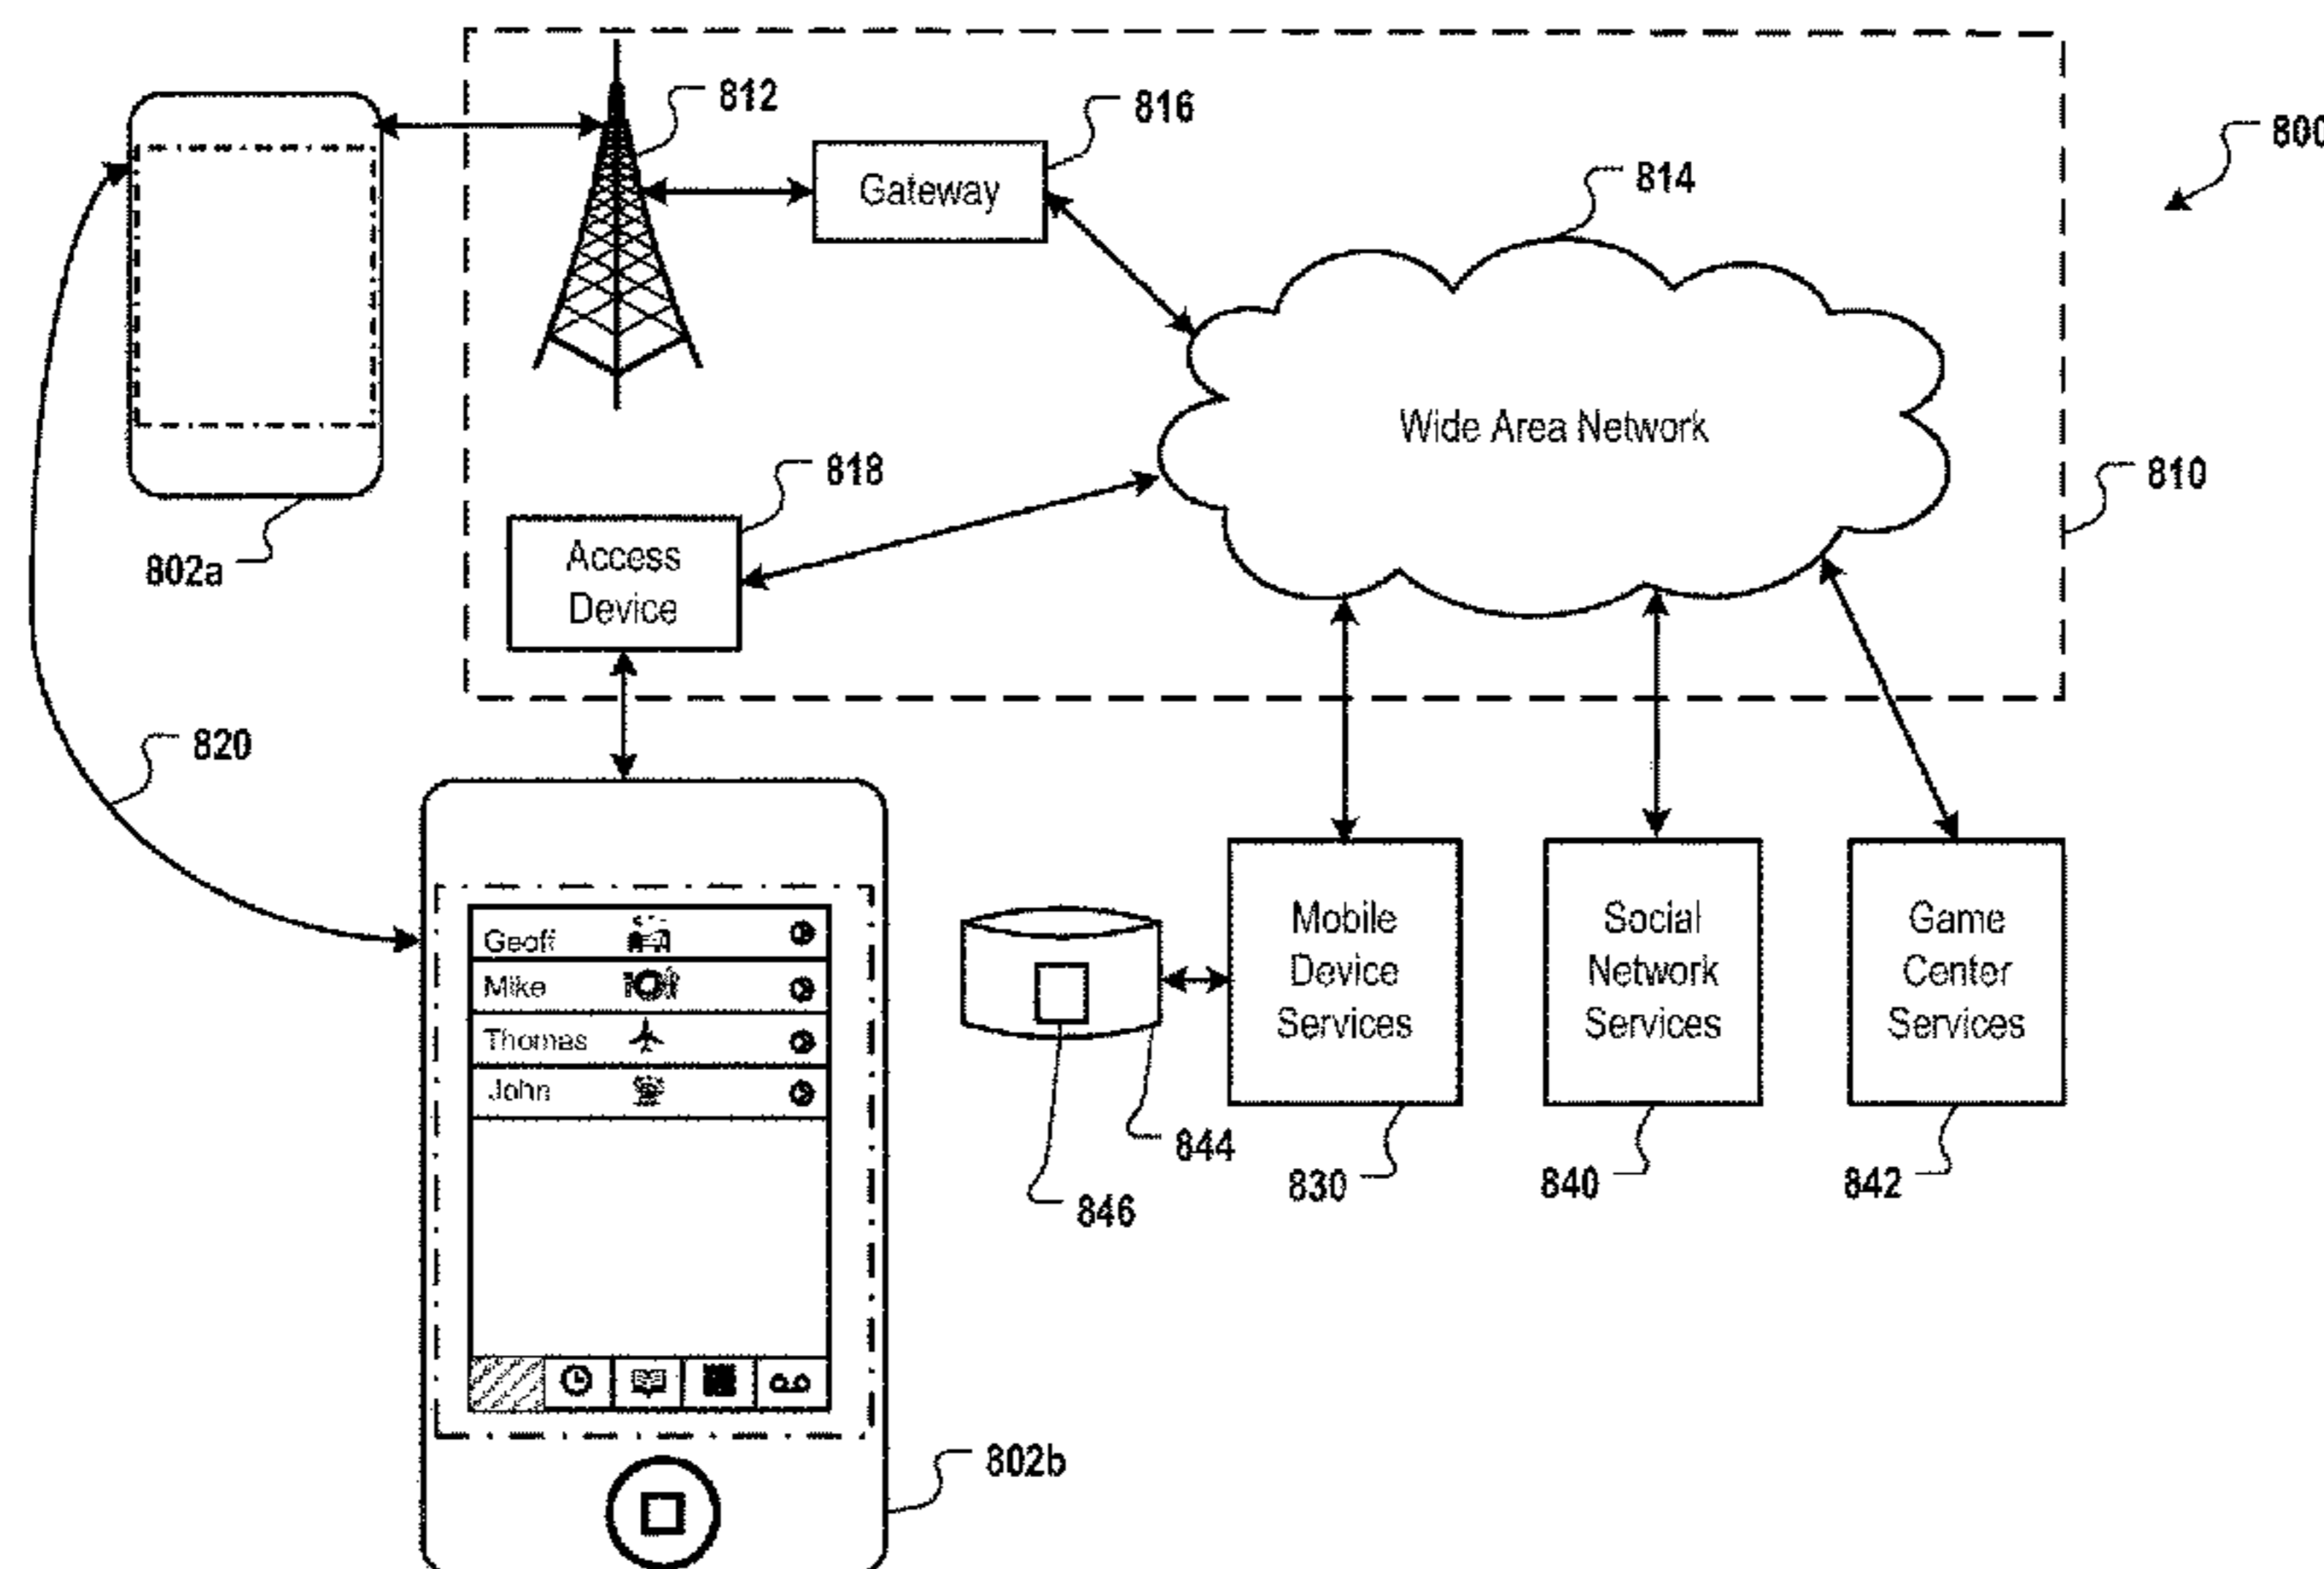 812
816
800
Gateway
814
Wide Area Network
818
810
Access
Device
802a
820
Geoff
Mike
Thomas
John
Mobile
Device
Services
Social
Network
Services
Game
Center
Services
844
846
830
840
842
802b